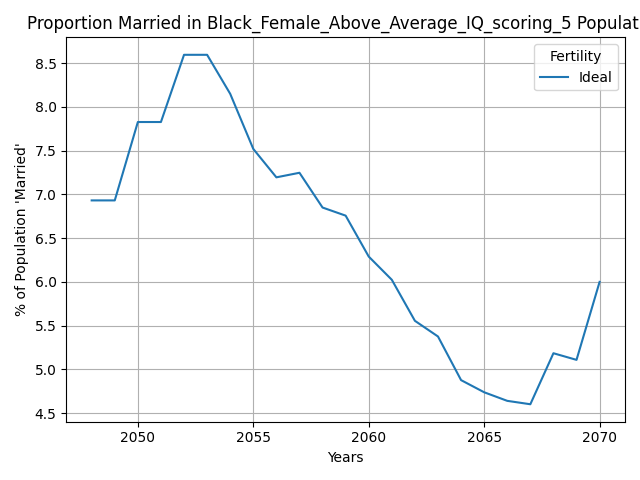 Proportion Married in Black_Female_Above_Average_IQ_scoring_5 Populat
Fertility
Ideal
8.5
8.0
7.5
7.0
6.5
6.0
5.5
5.0
4.5
% of Population 'Married'
2050 2055 2060 2065 2070
Years